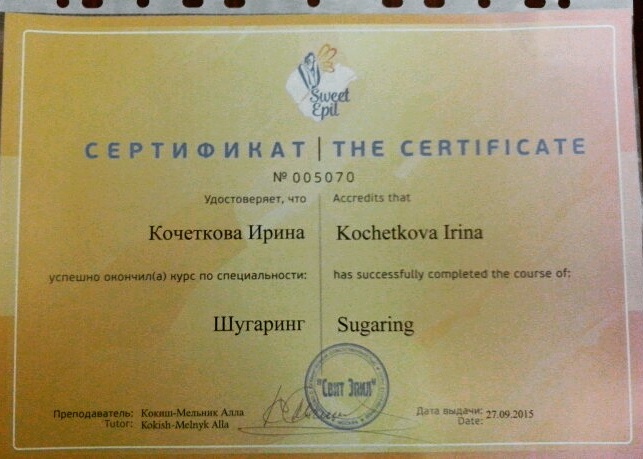 Sweet
Epil
СЕРТИФИКАТ | THE CERTIFICATE
№ 005070
Удостоверяет, что Accredits that
Кочеткова Ирина Kochetkova Irina
успешно окончил(а) курс по специальности: has successfully completed the course of:
Шугаринг Sugaring
"Свит Эпил"
Преподаватель: Кокиш-Мельник Алла Дата выдачи: 27.09.2015
Tutor: Kokish-Melnyk Alla Date: